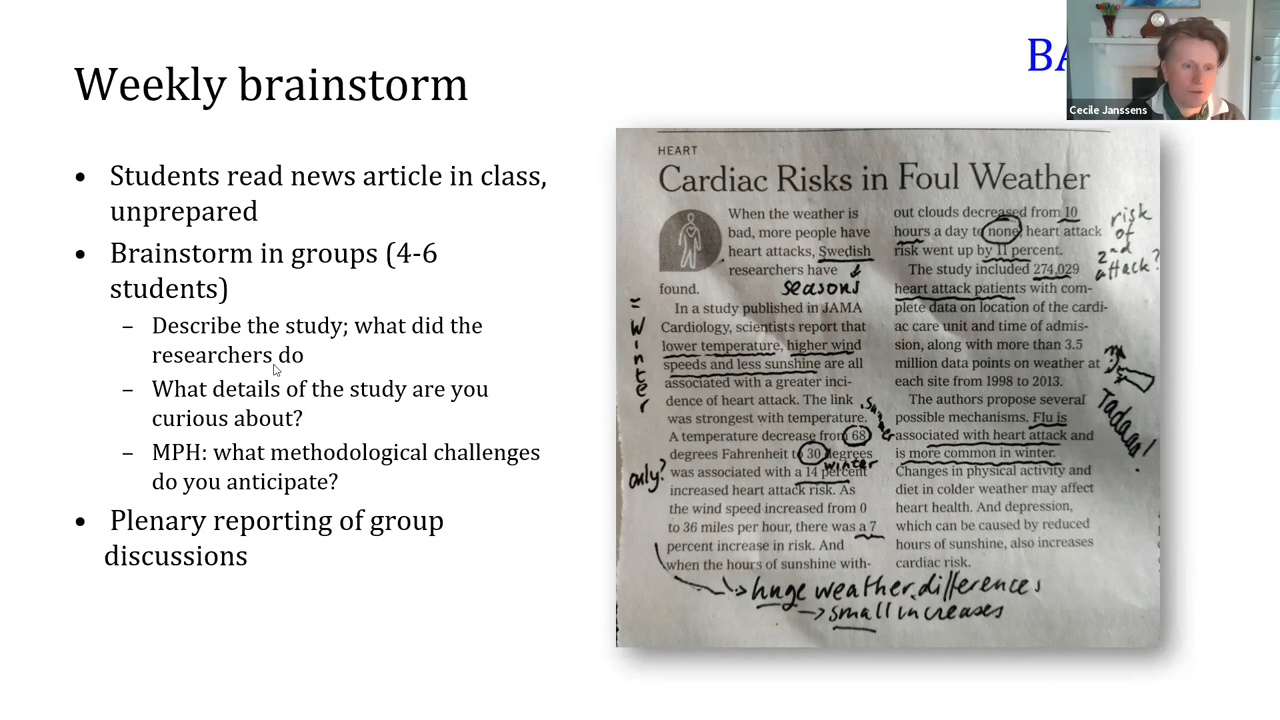 Weekly brainstorm
BA
Cecile Janssens
• Students read news article in class,
unprepared
• Brainstorm in groups (4-6
students)
– Describe the study; what did the
researchers do
– What details of the study are you
curious about?
– MPH: what methodological challenges
do you anticipate?
• Plenary reporting of group
discussions
HEART
Cardiac Risks in Foul Weather
When the weather is
bad, more people have
heart attacks, Swedish
researchers have
found.
seasons
In a study published in JAMA
Cardiology, scientists report that
lower temperature, higher wind
speeds and less sunshine are all
associated with a greater inci-
dence of heart attack. The link
was strongest with temperature.
A temperature decrease from 68
degrees Fahrenheit to 30 degrees
was associated with a 14 percent
increased heart attack risk. As
the wind speed increased from 0
to 36 miles per hour, there was a 7
percent increase in risk. And
when the hours of sunshine with-
= winter
summer
winter
only?
out clouds decreased from 10
hours a day to none, heart attack
risk went up by 11 percent.
The study included 274,029
heart attack patients with com-
plete data on location of the cardi-
ac care unit and time of admis-
sion, along with more than 3.5
million data points on weather at
each site from 1998 to 2013.
The authors propose several
possible mechanisms. Flu is
associated with heart attack and
is more common in winter.
Changes in physical activity and
diet in colder weather may affect
heart health. And depression,
which can be caused by reduced
hours of sunshine, also increases
cardiac risk.
risk
of
2nd
attack?
Tadaaa!
huge weather differences
→ small increases